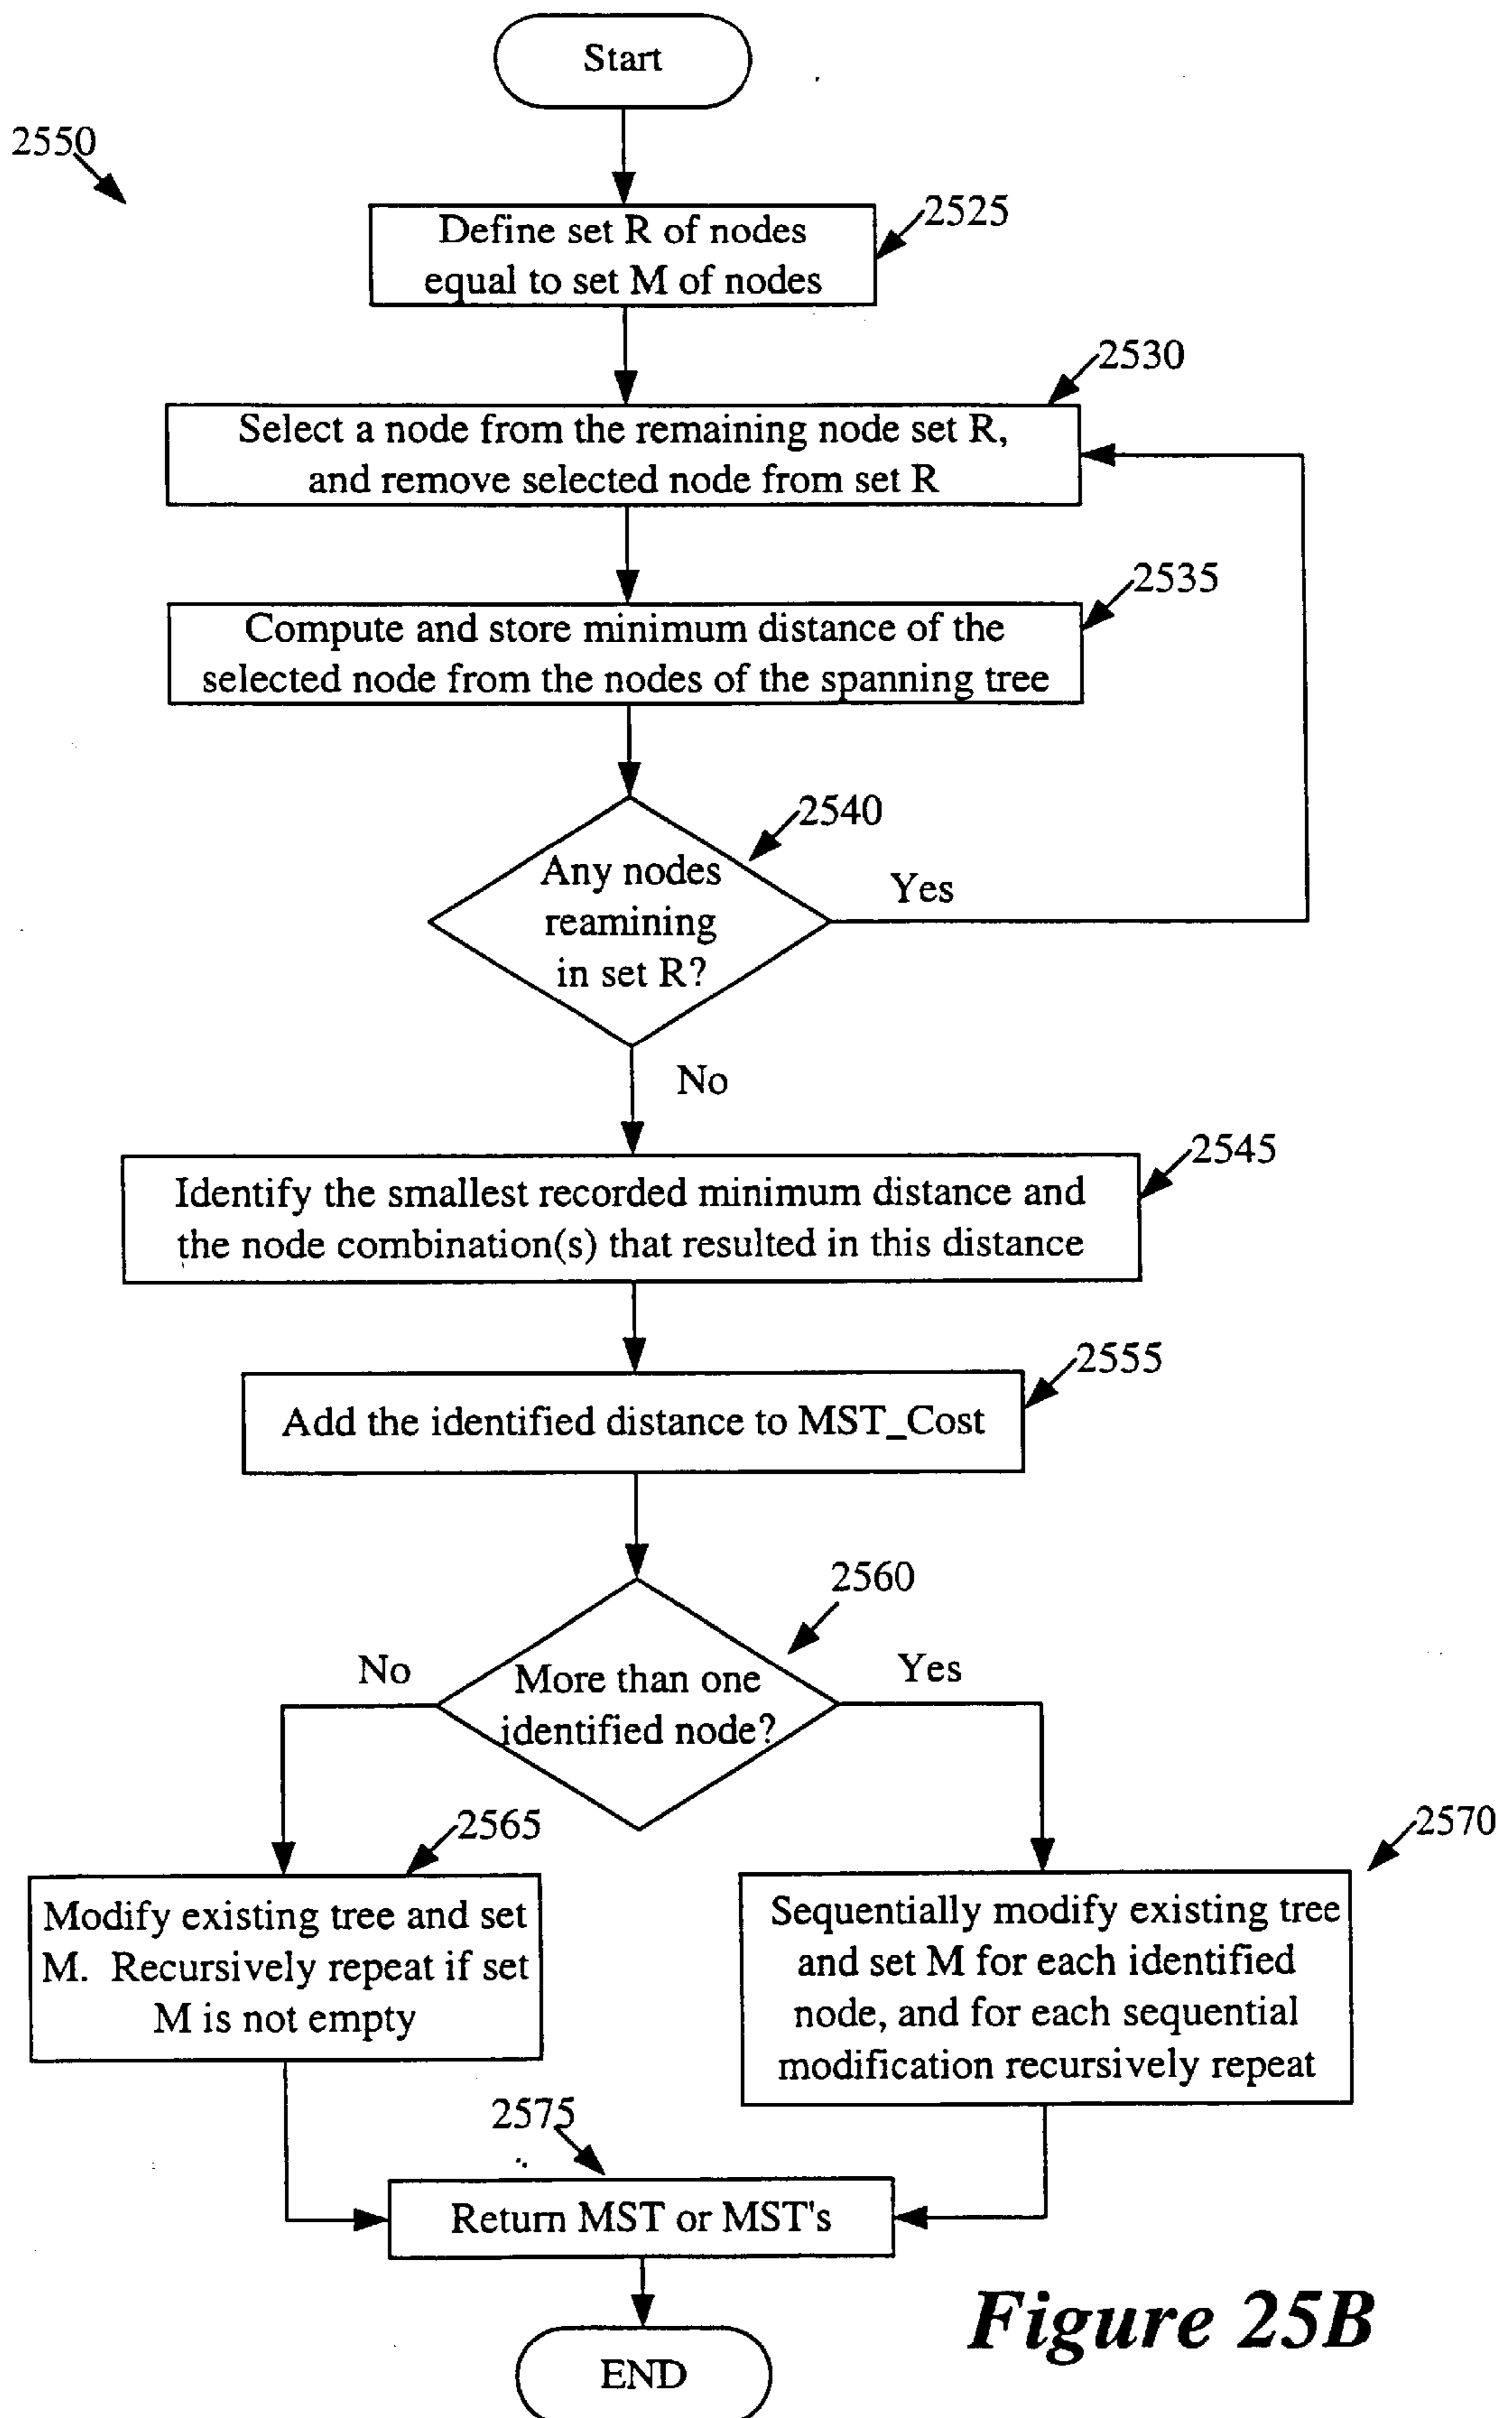 Start
2550
2525
Define set R of nodes
equal to set M of nodes
2530
Select a node from the remaining node set R,
and remove selected node from set R
2535
Compute and store minimum distance of the
selected node from the nodes of the spanning tree
2540
Any nodes
reamining
in set R?
Yes
No
2545
Identify the smallest recorded minimum distance and
the node combination(s) that resulted in this distance
2555
Add the identified distance to MST_Cost
2560
No
More than one
identified node?
Yes
2565
Modify existing tree and set
M. Recursively repeat if set
M is not empty
2570
Sequentially modify existing tree
and set M for each identified
node, and for each sequential
modification recursively repeat
2575
Return MST or MST's
Figure 25B
END